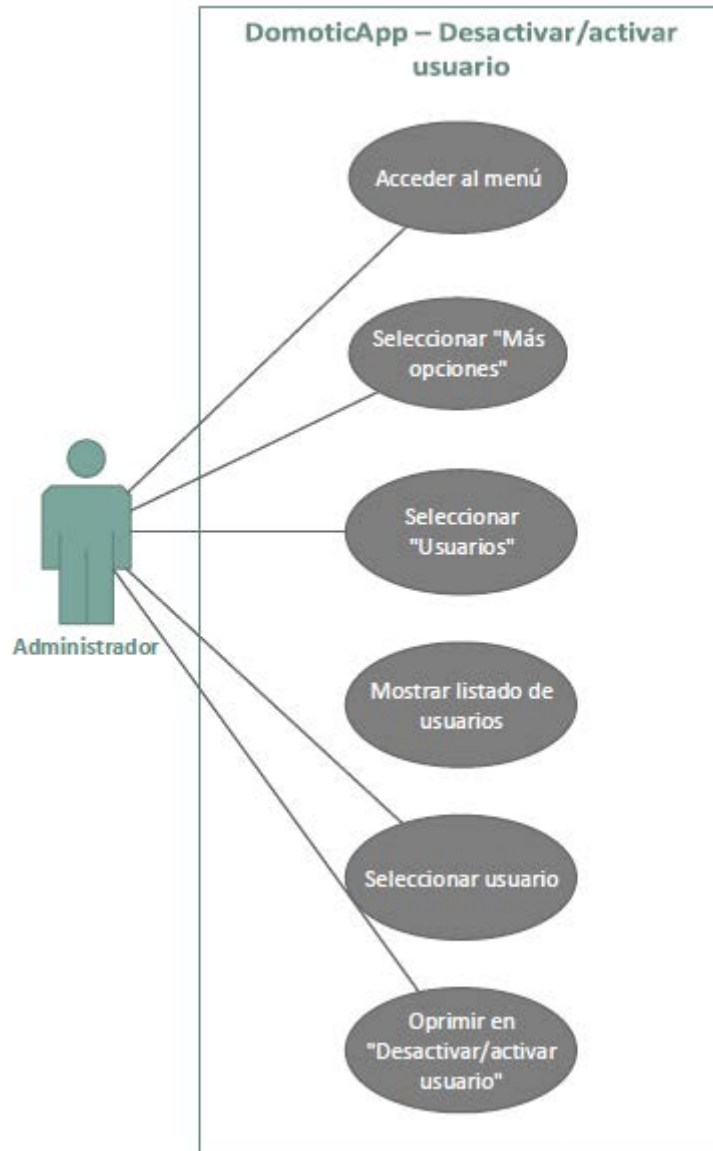 DomoticApp – Desactivar/activar
usuario
Acceder al menú
Seleccionar "Más
opciones"
Seleccionar
"Usuarios"
Administrador
Mostrar listado de
usuarios
Seleccionar usuario
Oprimir en
"Desactivar/activar
usuario"